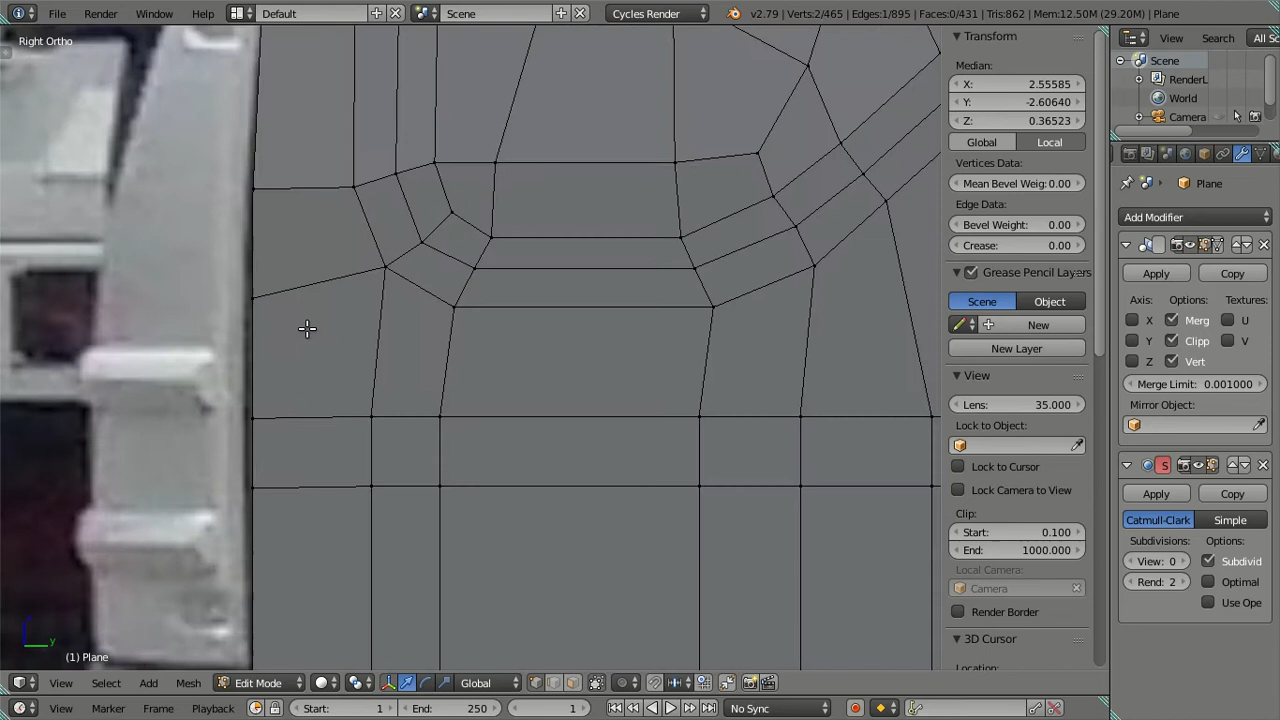 File Render Window Help Default Scene Cycles Render v2.79 | Verts:2/465 | Edges:1/895 | Faces:0/431 | Tris:862 | Mem:12.50M (29.20M) | Plane
Right Ortho
(1) Plane
Transform
Median:
X: 2.55585
Y: -2.60640
Z: 0.36523
Global Local
Vertices Data:
Mean Bevel Weig: 0.00
Edge Data:
Bevel Weight: 0.00
Crease: 0.00
Grease Pencil Layers
Scene Object
New
New Layer
View
Lens: 35.000
Lock to Object:
Lock to Cursor
Lock Camera to View
Clip:
Start: 0.100
End: 1000.000
Local Camera:
Camera
Render Border
3D Cursor
Location:
View Search All Sc
Scene
RenderL
World
Camera
Plane
Add Modifier
Apply Copy
Axis: Options: Textures:
X Merg U
Y Clipp V
Z Vert
Merge Limit: 0.001000
Mirror Object:
S
Apply Copy
Catmull-Clark Simple
Subdivisions: Options:
View: 0 Subdivid
Rend: 2 Optimal
Use Ope
View Select Add Mesh Edit Mode Global
View Marker Frame Playback Start: 1 End: 250 1 No Sync
y